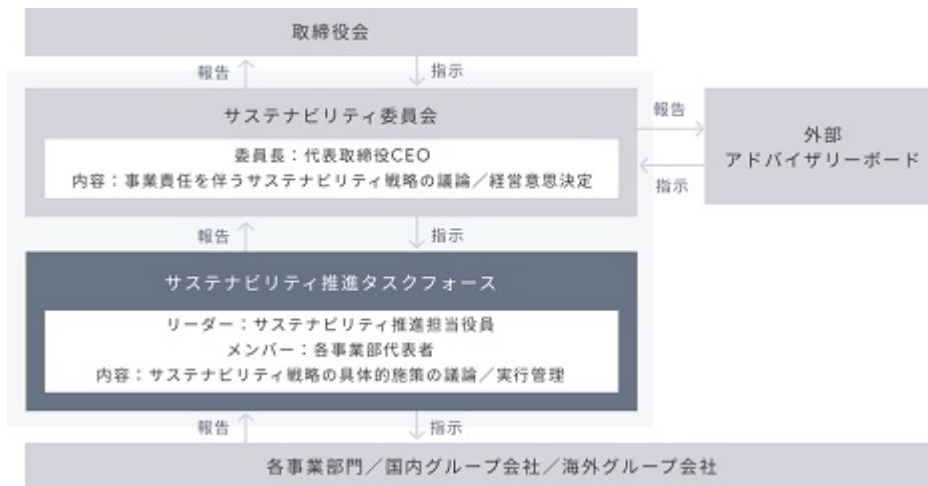 取締役会
報告
指示
サステナビリティ委員会
委員長：代表取締役CEO
内容：事業責任を伴うサステナビリティ戦略の議論／経営意思決定
報告
指示
外部
アドバイザリーボード
報告
指示
サステナビリティ推進タスクフォース
リーダー：サステナビリティ推進担当役員
メンバー：各事業部代表者
内容：サステナビリティ戦略の具体的施策の議論／実行管理
報告
指示
各事業部門／国内グループ会社／海外グループ会社